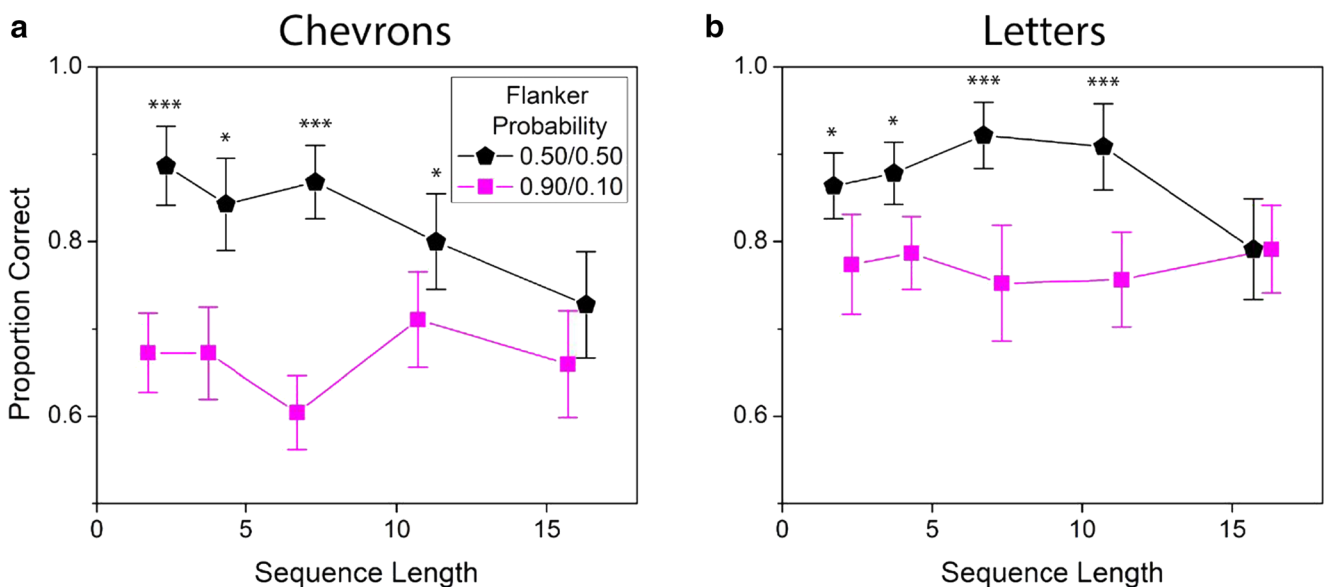 a
Chevrons
1.0
0.8
0.6
0
5
10
15
Proportion Correct
Sequence Length
***
*
***
*
Flanker
Probability
0.50/0.50
0.90/0.10
b
Letters
1.0
0.8
0.6
0
5
10
15
Sequence Length
*
*
***
***